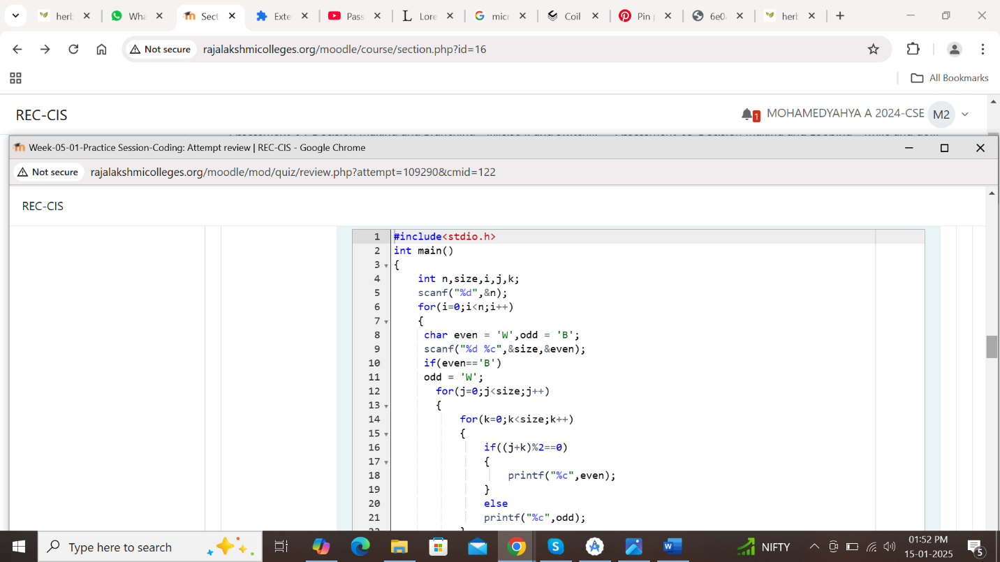 herb
Wha
Sect
Exte
Pass
Lore
micr
Coil
Pin
6e0
herb
Not secure
rajalakshmicolleges.org/moodle/course/section.php?id=16
All Bookmarks
REC-CIS
1
MOHAMEDYAHYA A 2024-CSE
M2
Week-05-01-Practice Session-Coding: Attempt review | REC-CIS - Google Chrome
Not secure
rajalakshmicolleges.org/moodle/mod/quiz/review.php?attempt=109290&cmid=122
REC-CIS
1 #include<stdio.h>
2 int main()
3 {
4 int n,size,i,j,k;
5 scanf("%d",&n);
6 for(i=0;i<n;i++)
7 {
8 char even = 'W',odd = 'B';
9 scanf("%d %c",&size,&even);
10 if(even=='B')
11 odd = 'W';
12 for(j=0;j<size;j++)
13 {
14 for(k=0;k<size;k++)
15 {
16 if((j+k)%2==0)
17 {
18 printf("%c",even);
19 }
20 else
21 printf("%c",odd);
Type here to search
NIFTY
01:52 PM
15-01-2025
5